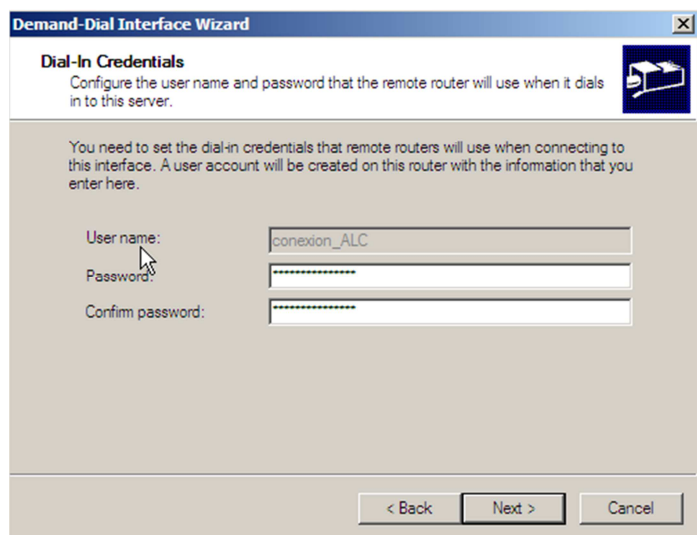 Demand-Dial Interface Wizard
Dial-In Credentials
Configure the user name and password that the remote router will use when it dials
in to this server.
You need to set the dial-in credentials that remote routers will use when connecting to
this interface. A user account will be created on this router with the information that you
enter here.
User name:
conexion_ALC
Password:
Confirm password:
< Back
Next >
Cancel